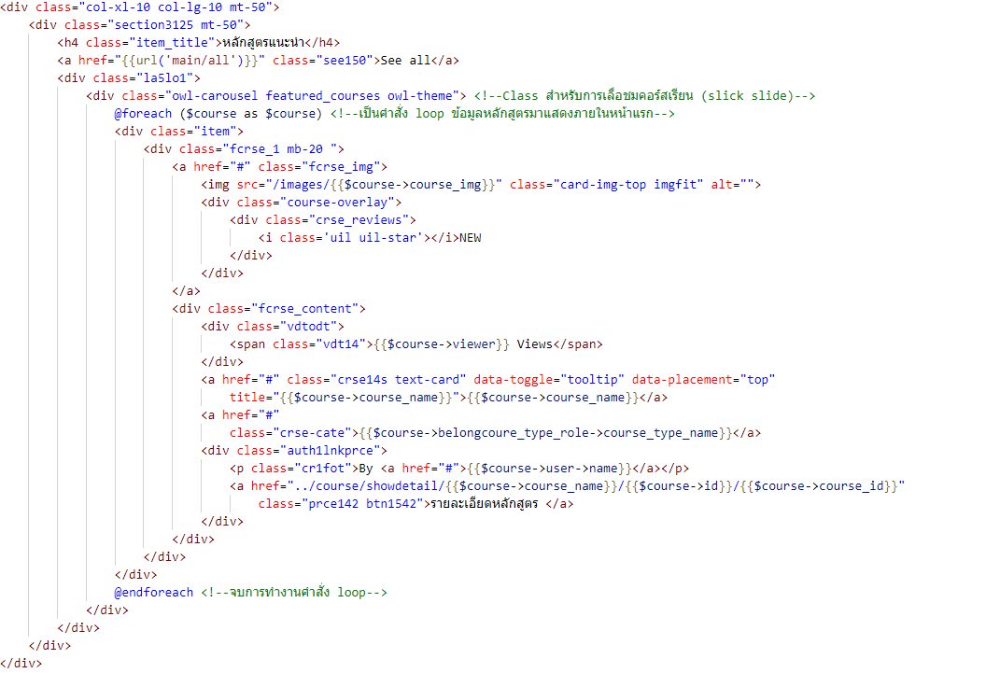 <div class="col-xl-10 col-lg-10 mt-50">
<div class="section3125 mt-50">
<h4 class="item_title">หลักสูตรแนะนำ</h4>
<a href="{{url('main/all')}}" class="see150">See all</a>
<div class="la5lo1">
<div class="owl-carousel featured_courses owl-theme"> <!--Class สำหรับการเลื่อชมคอร์สเรียน (slick slide)-->
@foreach ($course as $course) <!--เป็นคำสั่ง loop ข้อมูลหลักสูตรมาแสดงภายในหน้าแรก-->
<div class="item">
<div class="fcrse_1 mb-20 ">
<a href="#" class="fcrse_img">
<img src="/images/{{$course->course_img}}" class="card-img-top imgfit" alt="">
<div class="course-overlay">
<div class="crse_reviews">
<i class='uil uil-star'></i>NEW
</div>
</div>
</a>
<div class="fcrse_content">
<div class="vdtodt">
<span class="vdt14">{{$course->viewer}} Views</span>
</div>
<a href="#" class="crse14s text-card" data-toggle="tooltip" data-placement="top"
title="{{$course->course_name}}">{{$course->course_name}}</a>
<a href="#"
class="crse-cate">{{$course->belongcoure_type_role->course_type_name}}</a>
<div class="auth1lnkprce">
<p class="cr1fot">By <a href="#">{{$course->user->name}}</a></p>
<a href="../course/showdetail/{{$course->course_name}}/{{$course->id}}/{{$course->course_id}}"
class="prce142 btn1542">รายละเอียดหลักสูตร </a>
</div>
</div>
</div>
</div>
@endforeach <!--จบการทำงานคำสั่ง loop-->
</div>
</div>
</div>
</div>